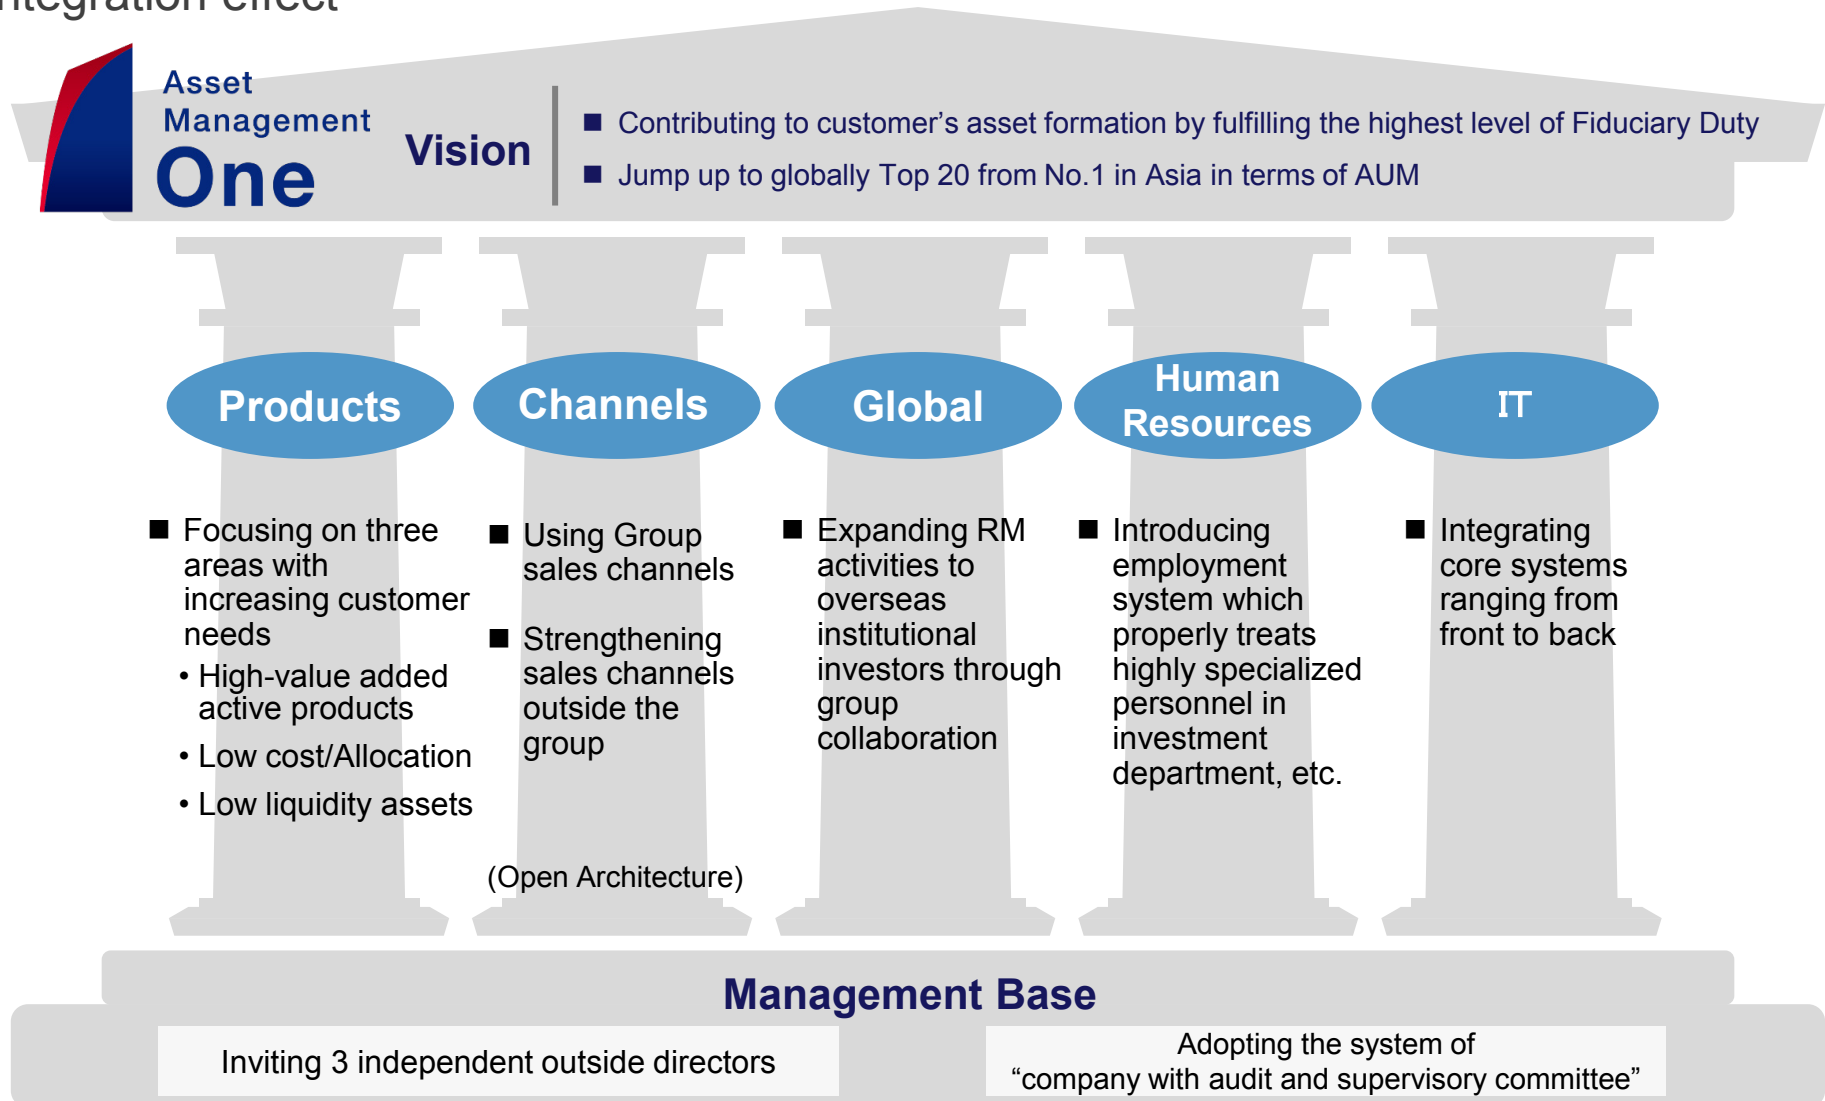 ntegration effect
Asset
Management
One
Vision
■ Contributing to customer’s asset formation by fulfilling the highest level of Fiduciary Duty
■ Jump up to globally Top 20 from No.1 in Asia in terms of AUM
Products
Channels
Global
Human
Resources
IT
■ Focusing on three
areas with
increasing customer
needs
• High-value added
active products
• Low cost/Allocation
• Low liquidity assets
■ Using Group
sales channels
■ Strengthening
sales channels
outside the
group
(Open Architecture)
■ Expanding RM
activities to
overseas
institutional
investors through
group
collaboration
■ Introducing
employment
system which
properly treats
highly specialized
personnel in
investment
department, etc.
■ Integrating
core systems
ranging from
front to back
Management Base
Inviting 3 independent outside directors
Adopting the system of
“company with audit and supervisory committee”